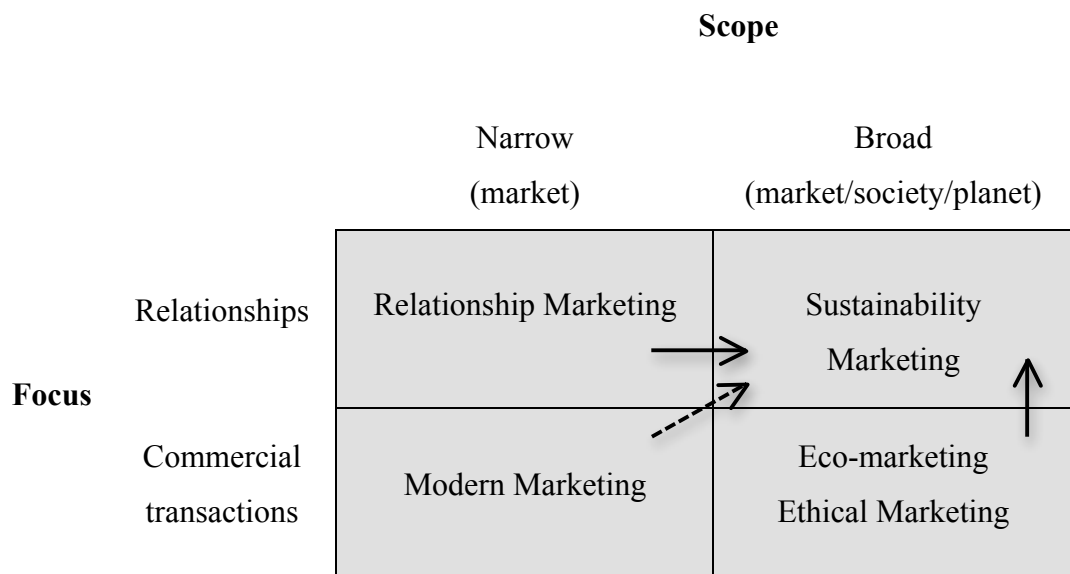 Scope
Narrow
(market)
Broad
(market/society/planet)
Relationships
Relationship Marketing
Sustainability
Marketing
Focus
Commercial
transactions
Modern Marketing
Eco-marketing
Ethical Marketing